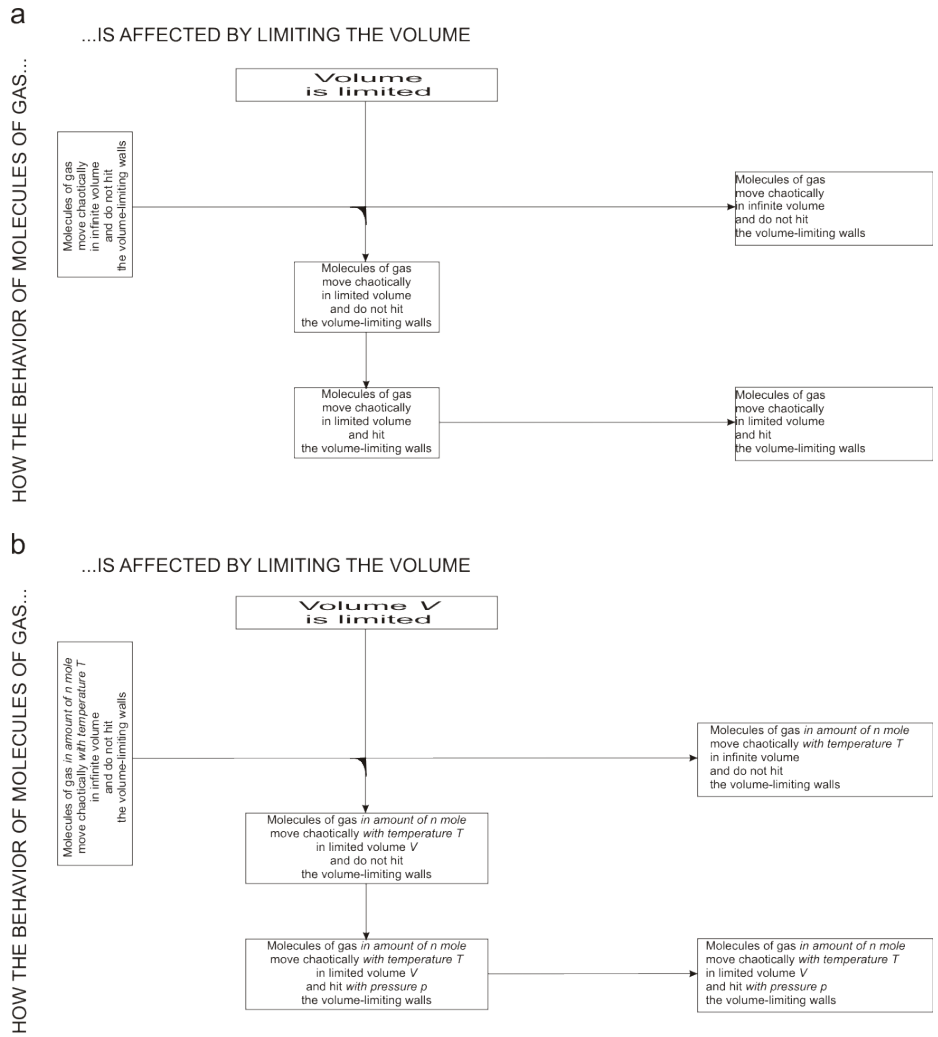 a
...IS AFFECTED BY LIMITING THE VOLUME
HOW THE BEHAVIOR OF MOLECULES OF GAS...
Volume
is limited
Molecules of gas
move chaotically
in infinite volume
and do not hit
the volume-limiting walls
Molecules of gas
move chaotically
in infinite volume
and do not hit
the volume-limiting walls
Molecules of gas
move chaotically
in limited volume
and do not hit
the volume-limiting walls
Molecules of gas
move chaotically
in limited volume
and hit
the volume-limiting walls
Molecules of gas
move chaotically
in limited volume
and hit
the volume-limiting walls
b
...IS AFFECTED BY LIMITING THE VOLUME
HOW THE BEHAVIOR OF MOLECULES OF GAS...
Volume V
is limited
Molecules of gas in amount of n mole
move chaotically with temperature T
in infinite volume
and do not hit
the volume-limiting walls
Molecules of gas in amount of n mole
move chaotically with temperature T
in infinite volume
and do not hit
the volume-limiting walls
Molecules of gas in amount of n mole
move chaotically with temperature T
in limited volume V
and do not hit
the volume-limiting walls
Molecules of gas in amount of n mole
move chaotically with temperature T
in limited volume V
and hit with pressure p
the volume-limiting walls
Molecules of gas in amount of n mole
move chaotically with temperature T
in limited volume V
and hit with pressure p
the volume-limiting walls